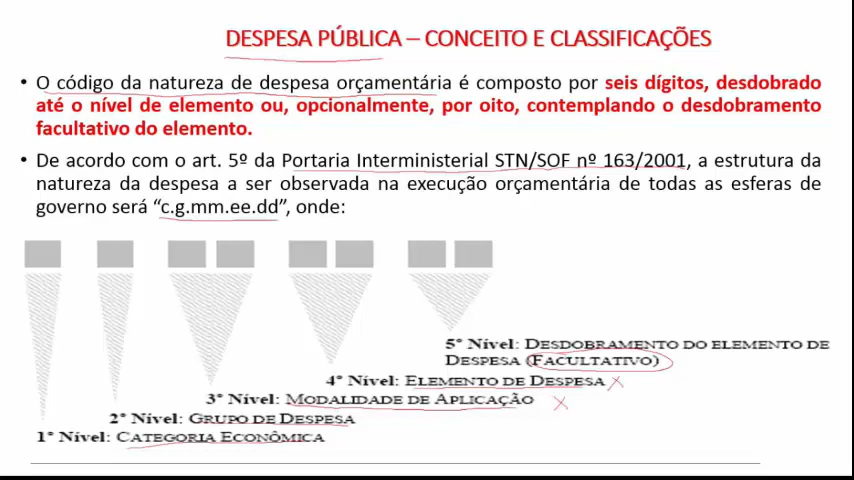 DESPESA PÚBLICA – CONCEITO E CLASSIFICAÇÕES
• O código da natureza de despesa orçamentária é composto por seis dígitos, desdobrado
até o nível de elemento ou, opcionalmente, por oito, contemplando o desdobramento
facultativo do elemento.
• De acordo com o art. 5º da Portaria Interministerial STN/SOF nº 163/2001, a estrutura da
natureza da despesa a ser observada na execução orçamentária de todas as esferas de
governo será “c.g.mm.ee.dd”, onde:
5º Nível: DESDOBRAMENTO DO ELEMENTO DE
DESPESA (FACULTATIVO)
4º Nível: ELEMENTO DE DESPESA
3º Nível: MODALIDADE DE APLICAÇÃO
2º Nível: GRUPO DE DESPESA
1º Nível: CATEGORIA ECONÔMICA